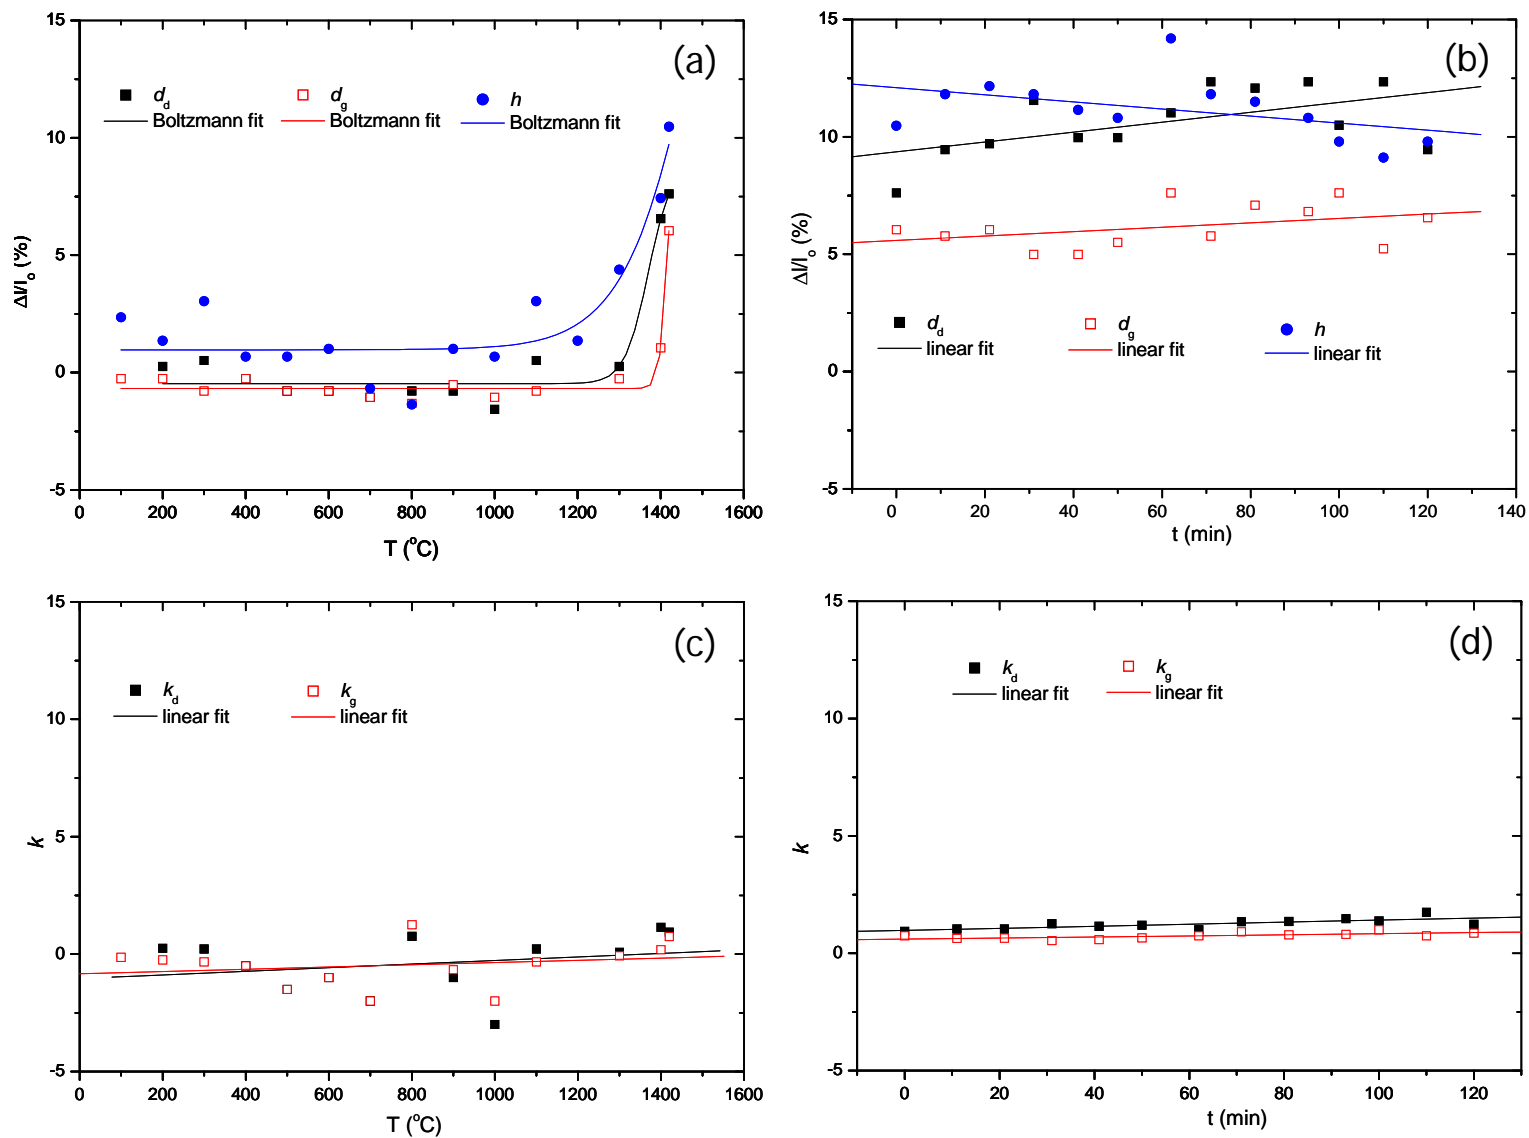 (a)
d_d d_g h
Boltzmann fit Boltzmann fit Boltzmann fit
ΔI/I_o (%)
15
10
5
0
-5
0 200 400 600 800 1000 1200 1400 1600
T (°C)
(b)
ΔI/I_o (%)
15
10
5
0
-5
d_d d_g h
linear fit linear fit linear fit
0 20 40 60 80 100 120 140
t (min)
(c)
k_d k_g
linear fit linear fit
k
15
10
5
0
-5
0 200 400 600 800 1000 1200 1400 1600
T (°C)
(d)
k_d k_g
linear fit linear fit
k
15
10
5
0
-5
0 20 40 60 80 100 120
t (min)